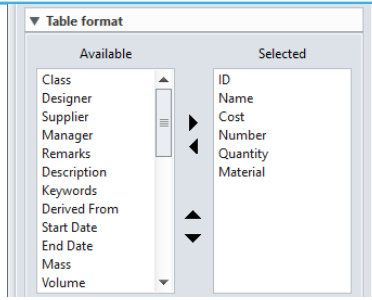 Table format
Available
Selected
Class
Designer
Supplier
Manager
Remarks
Description
Keywords
Derived From
Start Date
End Date
Mass
Volume
ID
Name
Cost
Number
Quantity
Material